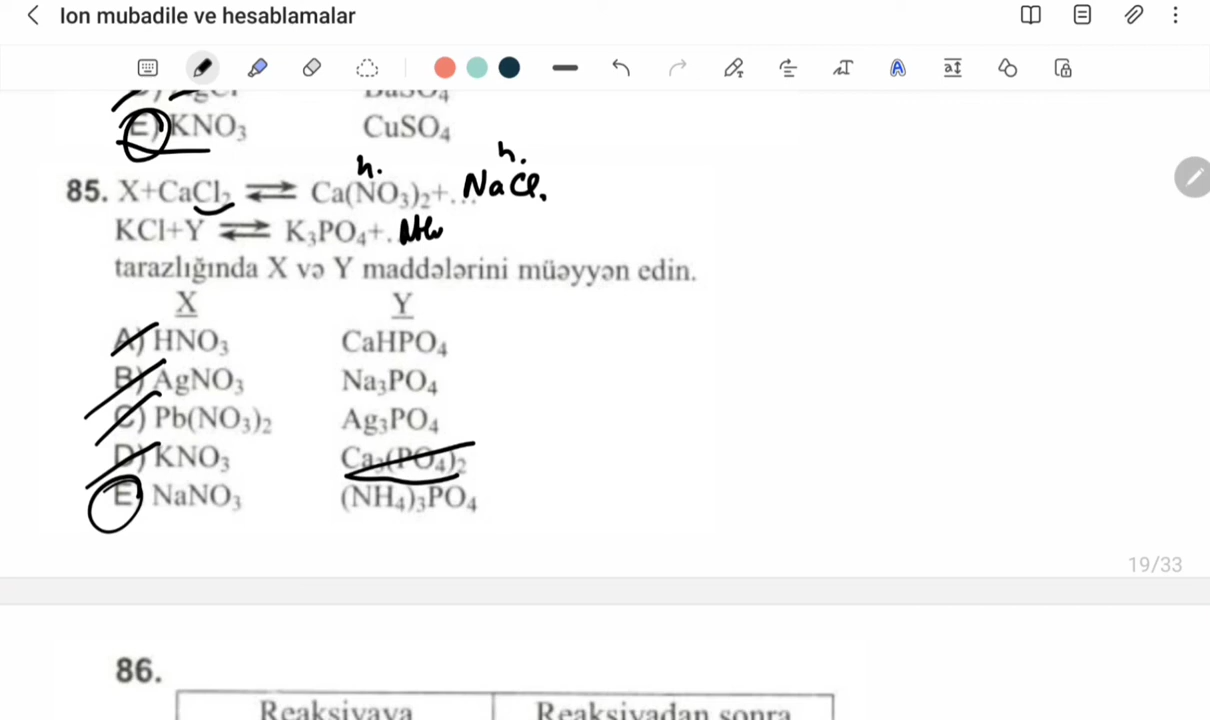 Ion mubadile ve hesablamalar
E) KNO₃ CuSO₄
h. h.
85. X+CaCl₂ ⇄ Ca(NO₃)₂+... NaCl.
KCl+Y ⇄ K₃PO₄+.
tarazlığında X və Y maddələrini müəyyən edin.
X Y
A) HNO₃ CaHPO₄
B) AgNO₃ Na₃PO₄
C) Pb(NO₃)₂ Ag₃PO₄
D) KNO₃ Ca₃(PO₄)₂
E) NaNO₃ (NH₄)₃PO₄
19/33
86.
Reaksiyaya Reaksiyadan sonra